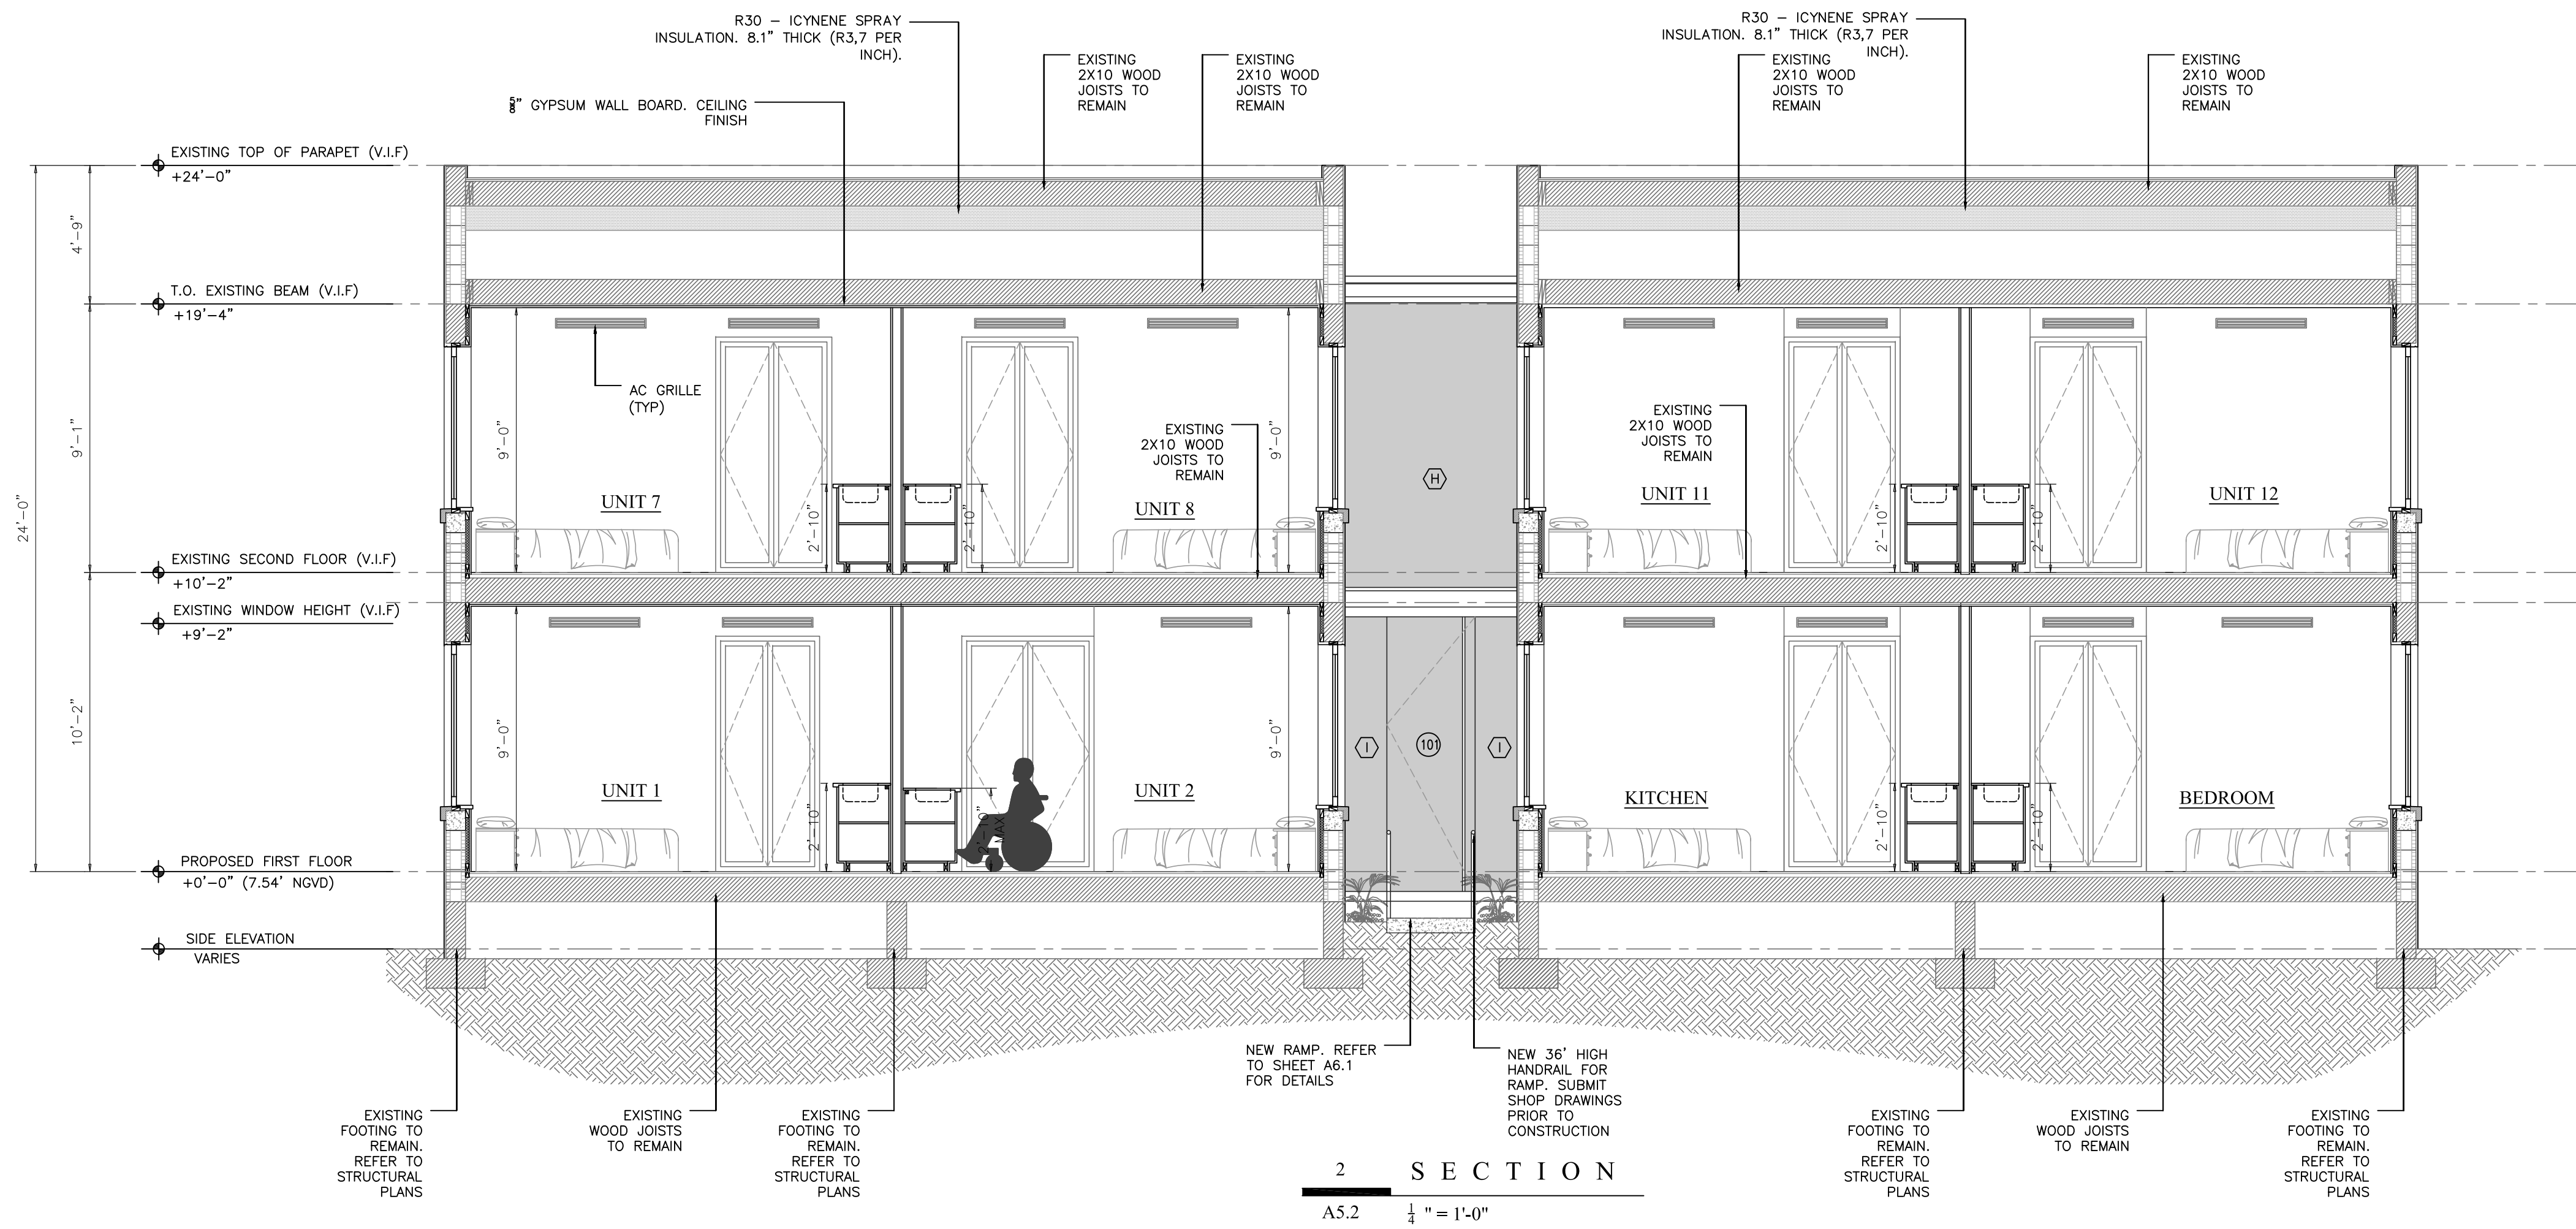 R30 – ICYNENE SPRAY
INSULATION. 8.1" THICK (R3,7 PER
INCH).
EXISTING
2X10 WOOD
JOISTS TO
REMAIN
EXISTING
2X10 WOOD
JOISTS TO
REMAIN
R30 – ICYNENE SPRAY
INSULATION. 8.1" THICK (R3,7 PER
INCH).
EXISTING
2X10 WOOD
JOISTS TO
REMAIN
EXISTING
2X10 WOOD
JOISTS TO
REMAIN
5/8" GYPSUM WALL BOARD. CEILING
FINISH
EXISTING TOP OF PARAPET (V.I.F)
+24'–0"
4'–9"
T.O. EXISTING BEAM (V.I.F)
+19'–4"
9'–1"
24'–0"
EXISTING SECOND FLOOR (V.I.F)
+10'–2"
EXISTING WINDOW HEIGHT (V.I.F)
+9'–2"
10'–2"
PROPOSED FIRST FLOOR
+0'–0" (7.54' NGVD)
SIDE ELEVATION
VARIES
AC GRILLE
(TYP)
9'–0"
UNIT 7
2'–10"
2'–10"
EXISTING
2X10 WOOD
JOISTS TO
REMAIN
UNIT 8
9'–0"
H
EXISTING
2X10 WOOD
JOISTS TO
REMAIN
UNIT 11
2'–10"
2'–10"
UNIT 12
9'–0"
UNIT 1
2'–10"
2'–10"
MAX
UNIT 2
9'–0"
I
101
I
KITCHEN
2'–10"
2'–10"
BEDROOM
EXISTING
FOOTING TO
REMAIN.
REFER TO
STRUCTURAL
PLANS
EXISTING
WOOD JOISTS
TO REMAIN
EXISTING
FOOTING TO
REMAIN.
REFER TO
STRUCTURAL
PLANS
NEW RAMP. REFER
TO SHEET A6.1
FOR DETAILS
NEW 36' HIGH
HANDRAIL FOR
RAMP. SUBMIT
SHOP DRAWINGS
PRIOR TO
CONSTRUCTION
EXISTING
FOOTING TO
REMAIN.
REFER TO
STRUCTURAL
PLANS
EXISTING
WOOD JOISTS
TO REMAIN
EXISTING
FOOTING TO
REMAIN.
REFER TO
STRUCTURAL
PLANS
2 SECTION
A5.2 1/4 " = 1'-0"